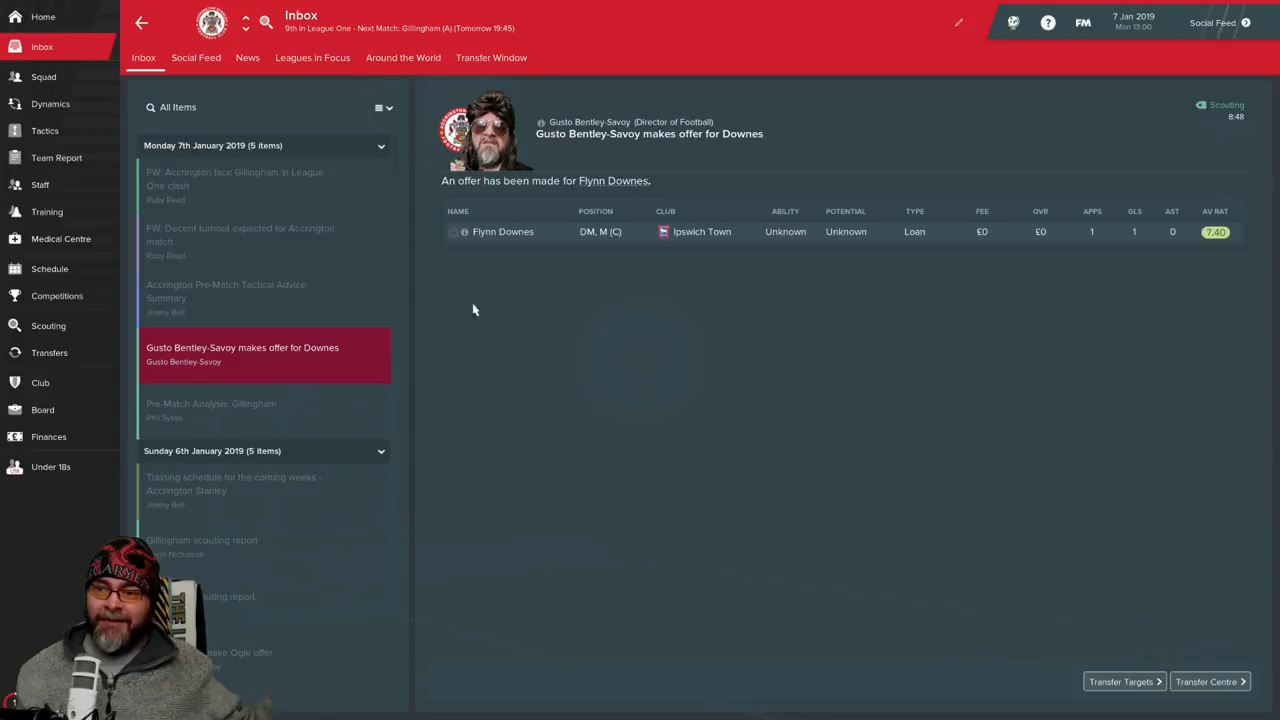 Home
Inbox
Squad
Dynamics
Tactics
Team Report
Staff
Training
Medical Centre
Schedule
Competitions
Scouting
Transfers
Club
Board
Finances
Under 18s
Inbox
9th in League One - Next Match: Gillingham (A) (Tomorrow 19:45)
FM
7 Jan 2019
Mon 13:00
Social Feed
Inbox
Social Feed
News
Leagues in Focus
Around the World
Transfer Window
All Items
Monday 7th January 2019 (5 items)
FW: Accrington face Gillingham in League
One clash
Ruby Read
FW: Decent turnout expected for Accrington
match
Ruby Read
Accrington Pre-Match Tactical Advice
Summary
Jimmy Bell
Gusto Bentley-Savoy makes offer for Downes
Gusto Bentley-Savoy
Pre-Match Analysis: Gillingham
Phil Sykes
Sunday 6th January 2019 (5 items)
Training schedule for the coming weeks -
Accrington Stanley
Jimmy Bell
Gillingham scouting report
Nicholson
report
make Ogle offer
Gusto Bentley-Savoy (Director of Football)
Gusto Bentley-Savoy makes offer for Downes
Scouting
8:48
An offer has been made for Flynn Downes.
NAME POSITION CLUB ABILITY POTENTIAL TYPE FEE OVR APPS GLS AST AV RAT
Flynn Downes DM, M (C) Ipswich Town Unknown Unknown Loan £0 £0 1 1 0 7.40
Transfer Targets
Transfer Centre